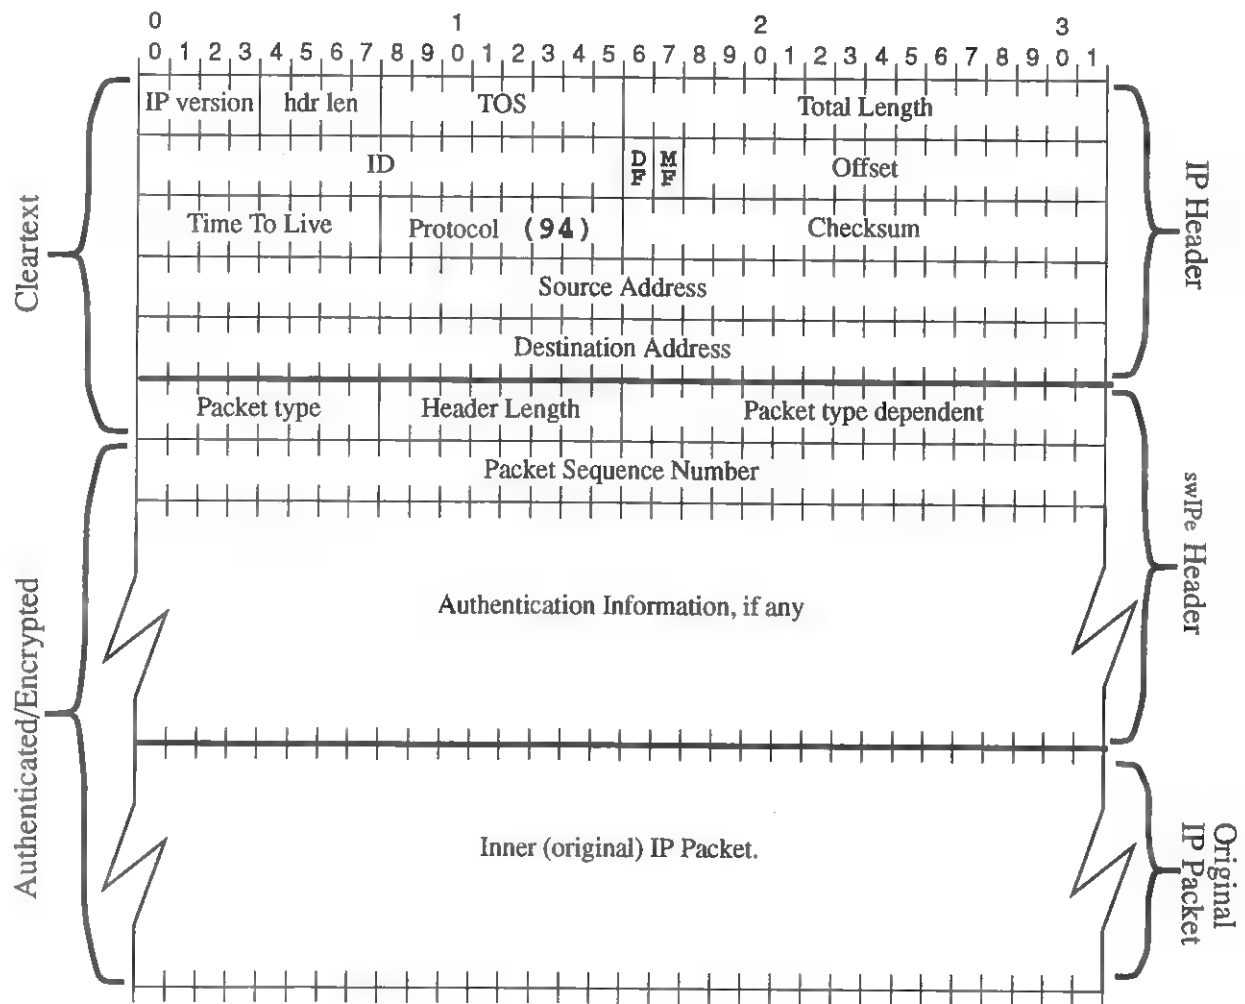 0 1 2 3
0 1 2 3 4 5 6 7 8 9 0 1 2 3 4 5 6 7 8 9 0 1 2 3 4 5 6 7 8 9 0 1
IP version hdr len TOS Total Length
ID DF MF Offset
Time To Live Protocol (94) Checksum
Source Address
Destination Address
Packet type Header Length Packet type dependent
Packet Sequence Number
Authentication Information, if any
Inner (original) IP Packet.
Cleartext
Authenticated/Encrypted
IP Header
swIPe Header
Original
IP Packet